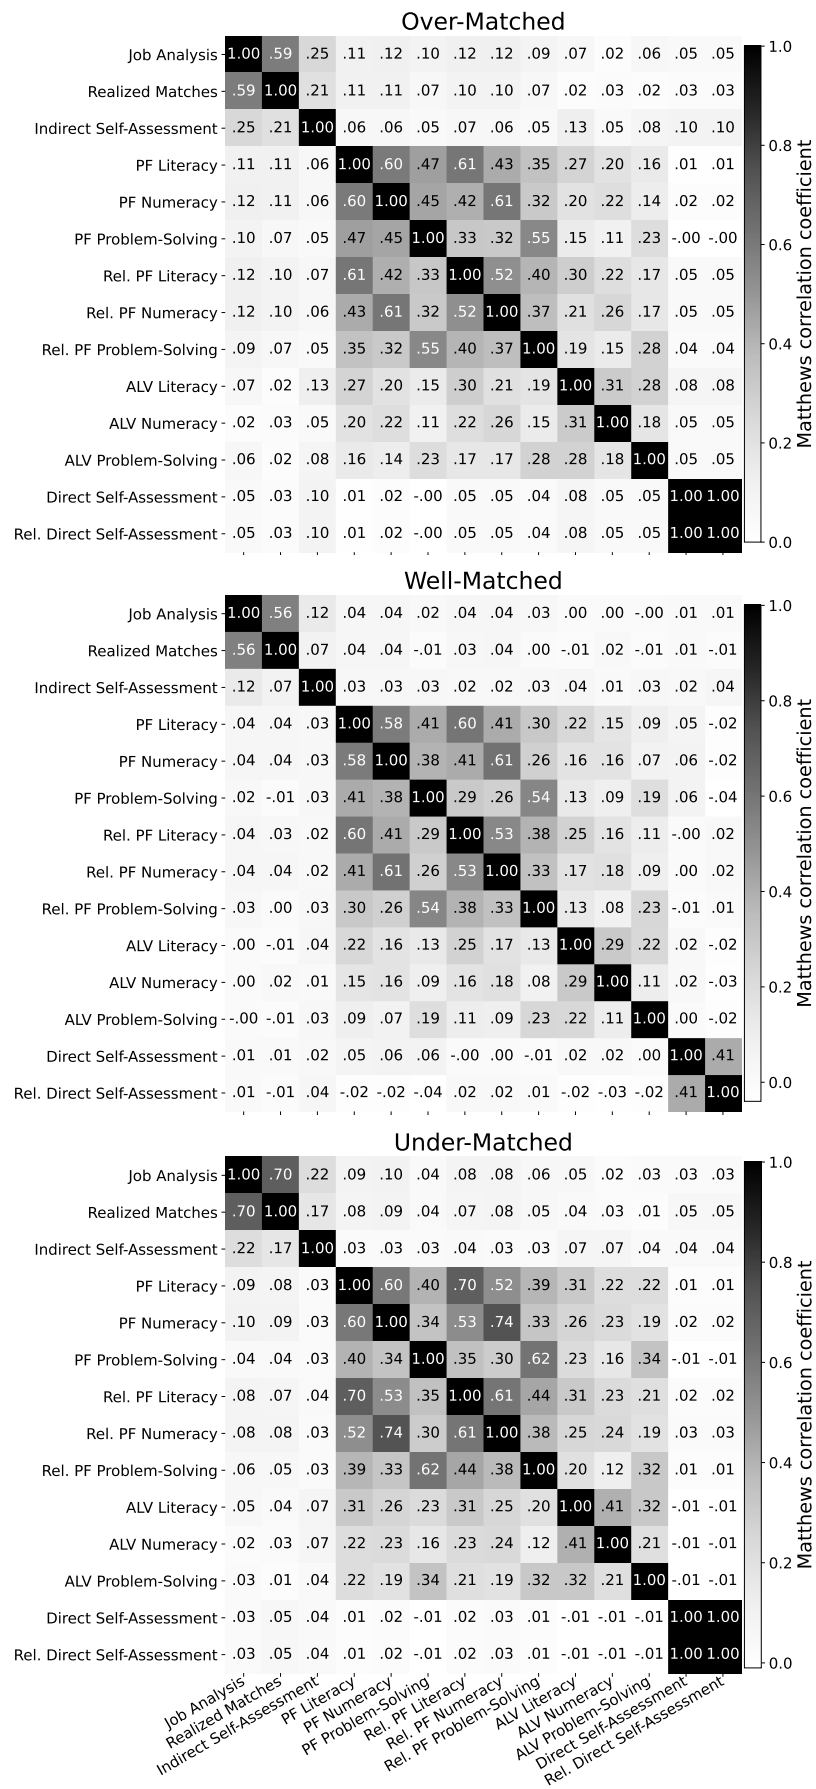 Over-Matched
Job Analysis 1.00 .59 .25 .11 .12 .10 .12 .12 .09 .07 .02 .06 .05 .05
Realized Matches .59 1.00 .21 .11 .11 .07 .10 .10 .07 .02 .03 .02 .03 .03
Indirect Self-Assessment .25 .21 1.00 .06 .06 .05 .07 .06 .05 .13 .05 .08 .10 .10
PF Literacy .11 .11 .06 1.00 .60 .47 .61 .43 .35 .27 .20 .16 .01 .01
PF Numeracy .12 .11 .06 .60 1.00 .45 .42 .61 .32 .20 .22 .14 .02 .02
PF Problem-Solving .10 .07 .05 .47 .45 1.00 .33 .32 .55 .15 .11 .23 -.00 -.00
Rel. PF Literacy .12 .10 .07 .61 .42 .33 1.00 .52 .40 .30 .22 .17 .05 .05
Rel. PF Numeracy .12 .10 .06 .43 .61 .32 .52 1.00 .37 .21 .26 .17 .05 .05
Rel. PF Problem-Solving .09 .07 .05 .35 .32 .55 .40 .37 1.00 .19 .15 .28 .04 .04
ALV Literacy .07 .02 .13 .27 .20 .15 .30 .21 .19 1.00 .31 .28 .08 .08
ALV Numeracy .02 .03 .05 .20 .22 .11 .22 .26 .15 .31 1.00 .18 .05 .05
ALV Problem-Solving .06 .02 .08 .16 .14 .23 .17 .17 .28 .28 .18 1.00 .05 .05
Direct Self-Assessment .05 .03 .10 .01 .02 -.00 .05 .05 .04 .08 .05 .05 1.00 1.00
Rel. Direct Self-Assessment .05 .03 .10 .01 .02 -.00 .05 .05 .04 .08 .05 .05 1.00 1.00
1.0
0.8
0.6
0.4
0.2
0.0
Matthews correlation coefficient
Well-Matched
Job Analysis 1.00 .56 .12 .04 .04 .02 .04 .04 .03 .00 .00 -.00 .01 .01
Realized Matches .56 1.00 .07 .04 .04 -.01 .03 .04 .00 -.01 .02 -.01 .01 -.01
Indirect Self-Assessment .12 .07 1.00 .03 .03 .03 .02 .02 .03 .04 .01 .03 .02 .04
PF Literacy .04 .04 .03 1.00 .58 .41 .60 .41 .30 .22 .15 .09 .05 -.02
PF Numeracy .04 .04 .03 .58 1.00 .38 .41 .61 .26 .16 .16 .07 .06 -.02
PF Problem-Solving .02 -.01 .03 .41 .38 1.00 .29 .26 .54 .13 .09 .19 .06 -.04
Rel. PF Literacy .04 .03 .02 .60 .41 .29 1.00 .53 .38 .25 .16 .11 -.00 .02
Rel. PF Numeracy .04 .04 .02 .41 .61 .26 .53 1.00 .33 .17 .18 .09 .00 .02
Rel. PF Problem-Solving .03 .00 .03 .30 .26 .54 .38 .33 1.00 .13 .08 .23 -.01 .01
ALV Literacy .00 -.01 .04 .22 .16 .13 .25 .17 .13 1.00 .29 .22 .02 -.02
ALV Numeracy .00 .02 .01 .15 .16 .09 .16 .18 .08 .29 1.00 .11 .02 -.03
ALV Problem-Solving -.00 -.01 .03 .09 .07 .19 .11 .09 .23 .22 .11 1.00 .00 -.02
Direct Self-Assessment .01 .01 .02 .05 .06 .06 -.00 .00 -.01 .02 .02 .00 1.00 .41
Rel. Direct Self-Assessment .01 -.01 .04 -.02 -.02 -.04 .02 .02 .01 -.02 -.03 -.02 .41 1.00
1.0
0.8
0.6
0.4
0.2
0.0
Matthews correlation coefficient
Under-Matched
Job Analysis 1.00 .70 .22 .09 .10 .04 .08 .08 .06 .05 .02 .03 .03 .03
Realized Matches .70 1.00 .17 .08 .09 .04 .07 .08 .05 .04 .03 .01 .05 .05
Indirect Self-Assessment .22 .17 1.00 .03 .03 .03 .04 .03 .03 .07 .07 .04 .04 .04
PF Literacy .09 .08 .03 1.00 .60 .40 .70 .52 .39 .31 .22 .22 .01 .01
PF Numeracy .10 .09 .03 .60 1.00 .34 .53 .74 .33 .26 .23 .19 .02 .02
PF Problem-Solving .04 .04 .03 .40 .34 1.00 .35 .30 .62 .23 .16 .34 -.01 -.01
Rel. PF Literacy .08 .07 .04 .70 .53 .35 1.00 .61 .44 .31 .23 .21 .02 .02
Rel. PF Numeracy .08 .08 .03 .52 .74 .30 .61 1.00 .38 .25 .24 .19 .03 .03
Rel. PF Problem-Solving .06 .05 .03 .39 .33 .62 .44 .38 1.00 .20 .12 .32 .01 .01
ALV Literacy .05 .04 .07 .31 .26 .23 .31 .25 .20 1.00 .41 .32 -.01 -.01
ALV Numeracy .02 .03 .07 .22 .23 .16 .23 .24 .12 .41 1.00 .21 -.01 -.01
ALV Problem-Solving .03 .01 .04 .22 .19 .34 .21 .19 .32 .32 .21 1.00 -.01 -.01
Direct Self-Assessment .03 .05 .04 .01 .02 -.01 .02 .03 .01 -.01 -.01 -.01 1.00 1.00
Rel. Direct Self-Assessment .03 .05 .04 .01 .02 -.01 .02 .03 .01 -.01 -.01 -.01 1.00 1.00
1.0
0.8
0.6
0.4
0.2
0.0
Matthews correlation coefficient
Job Analysis
Realized Matches
Indirect Self-Assessment
PF Literacy
PF Numeracy
PF Problem-Solving
Rel. PF Literacy
Rel. PF Numeracy
Rel. PF Problem-Solving
ALV Literacy
ALV Numeracy
ALV Problem-Solving
Direct Self-Assessment
Rel. Direct Self-Assessment